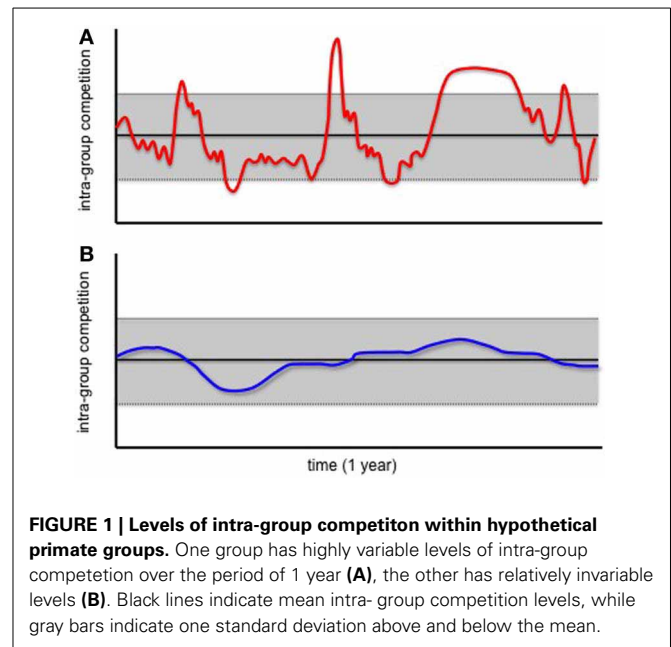 A
intra-group competition
B
intra-group competition
time (1 year)
FIGURE 1 | Levels of intra-group competiton within hypothetical
primate groups. One group has highly variable levels of intra-group
competetion over the period of 1 year (A), the other has relatively invariable
levels (B). Black lines indicate mean intra- group competition levels, while
gray bars indicate one standard deviation above and below the mean.